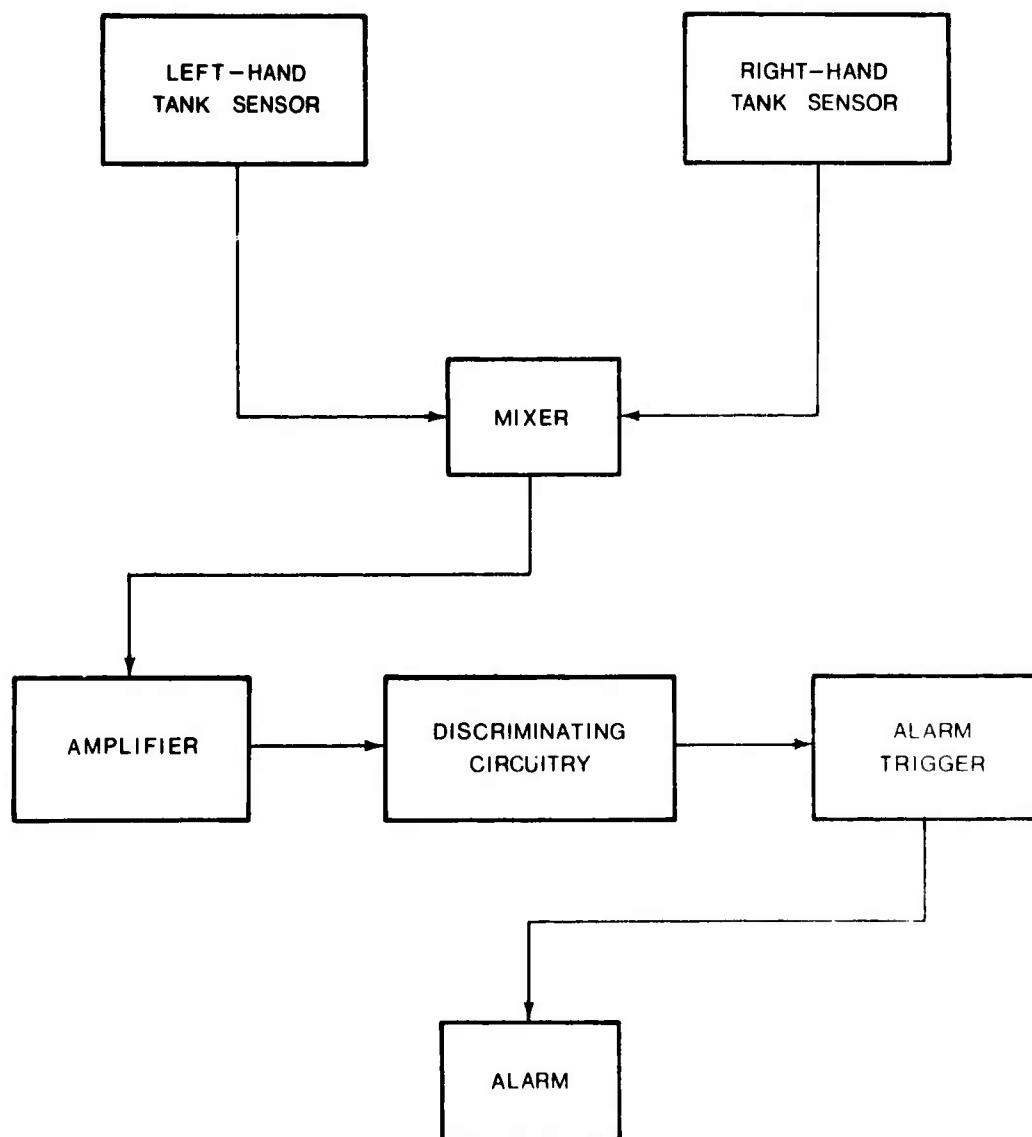 LEFT-HAND
TANK SENSOR
RIGHT-HAND
TANK SENSOR
MIXER
AMPLIFIER
DISCRIMINATING
CIRCUITRY
ALARM
TRIGGER
ALARM